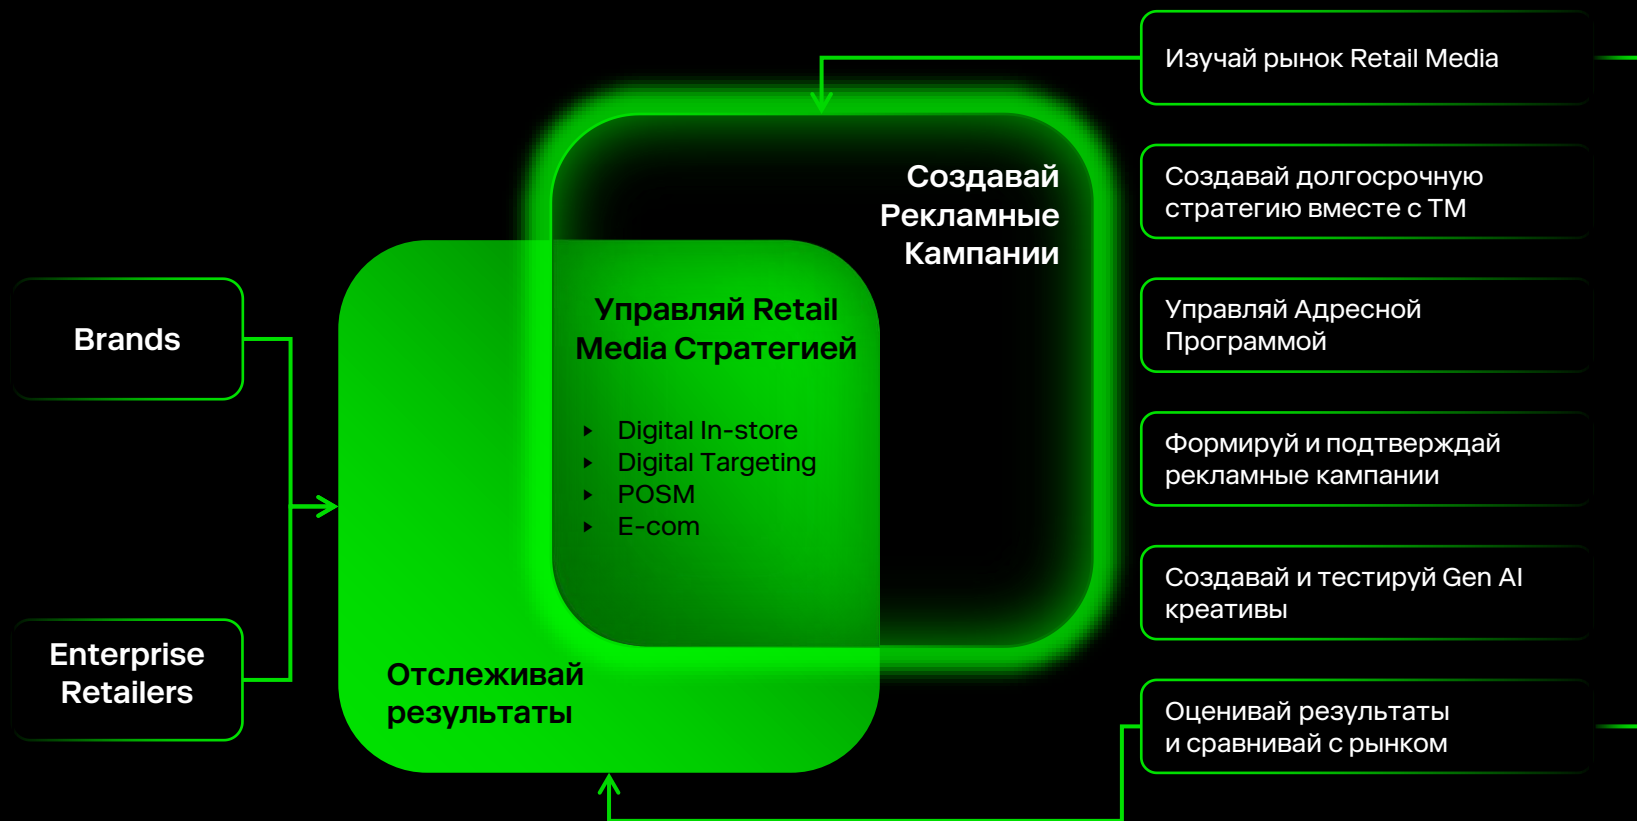 Brands
Enterprise
Retailers
Создавай
Рекламные
Кампании
Управляй Retail
Media Стратегией
Digital In-store
Digital Targeting
POSM
E-com
Отслеживай
результаты
Изучай рынок Retail Media
Создавай долгосрочную
стратегию вместе с ТМ
Управляй Адресной
Программой
Формируй и подтверждай
рекламные кампании
Создавай и тестируй Gen AI
креативы
Оценивай результаты
и сравнивай с рынком